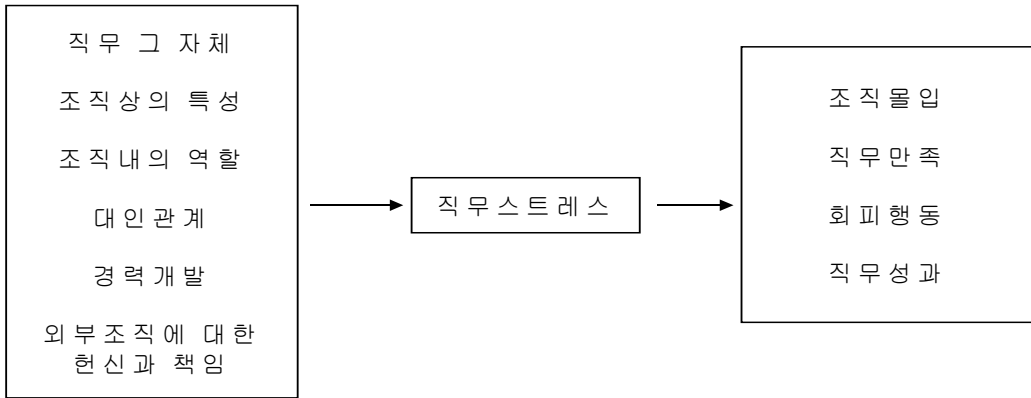 직무 그 자체
조직상의 특성
조직내의 역할
대인관계
경력개발
외부조직에 대한
헌신과 책임
직무스트레스
조직몰입
직무만족
회피행동
직무성과